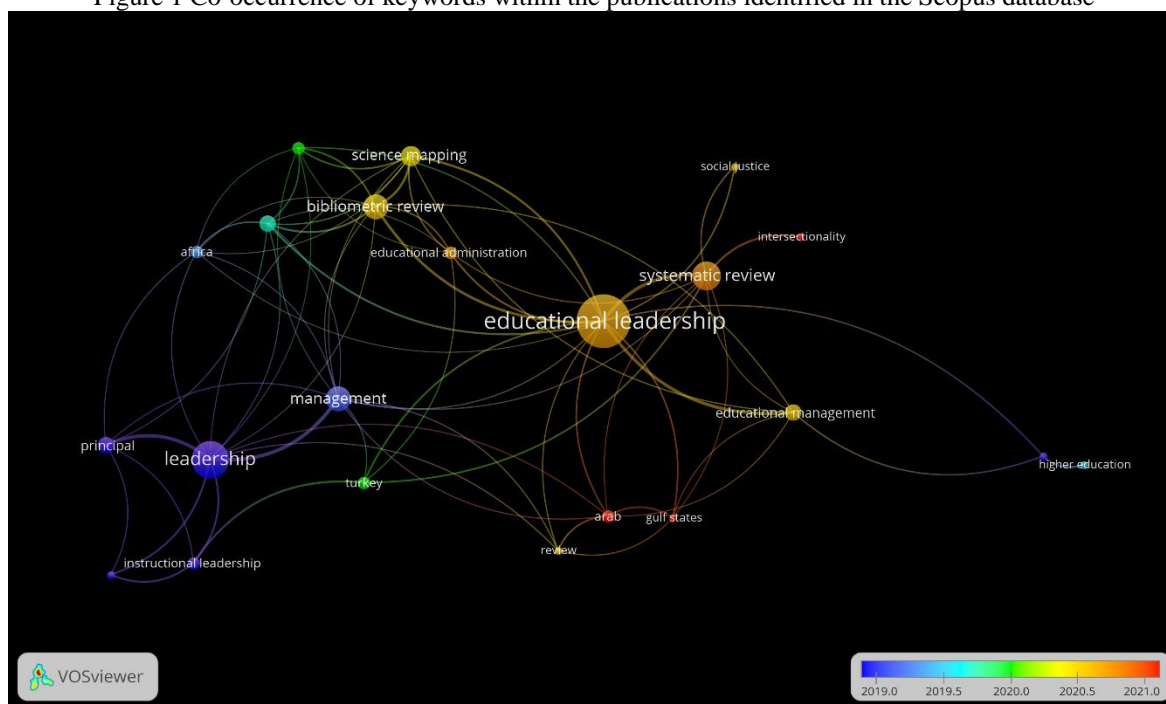 Figure 1 Co-occurrence of keywords within the publications identified in the Scopus database
science mapping
social justice
bibliometric review
intersectionality
africa
educational administration
systematic review
educational leadership
management
educational management
principal
leadership
higher education
turkey
arab
gulf states
review
instructional leadership
VOSviewer
2019.0 2019.5 2020.0 2020.5 2021.0